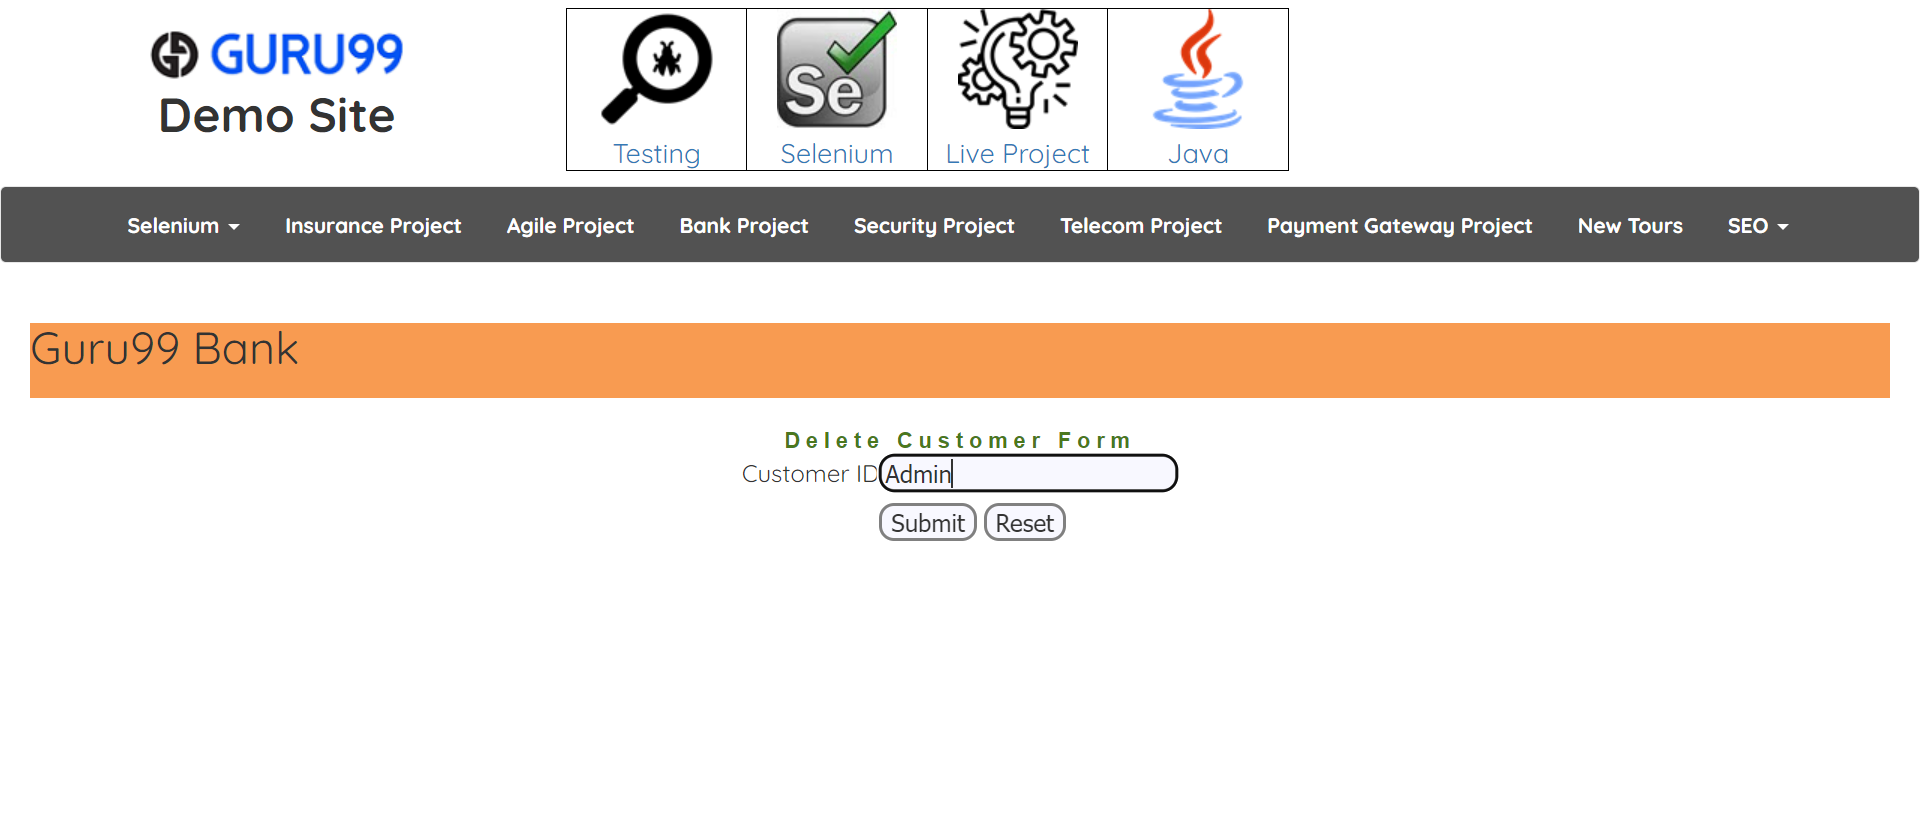 GURU99
Demo Site
Se
Testing
Selenium
Live Project
Java
Selenium
Insurance Project
Agile Project
Bank Project
Security Project
Telecom Project
Payment Gateway Project
New Tours
SEO
Guru99 Bank
Delete Customer Form
Customer ID
Admin
Submit
Reset